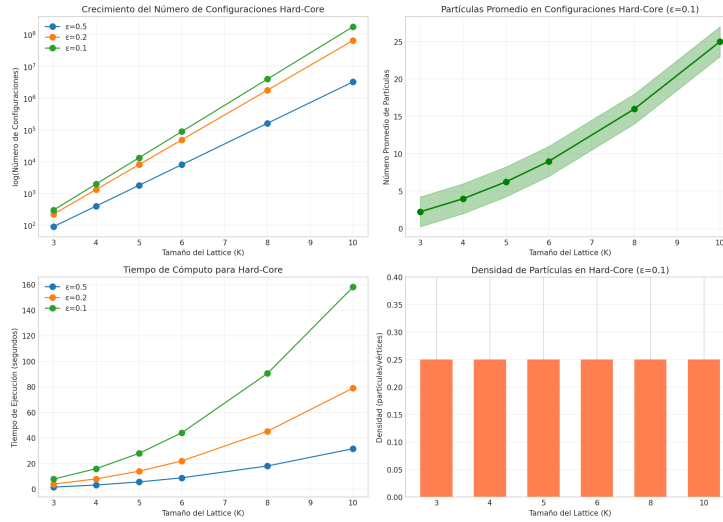 Crecimiento del Número de Configuraciones Hard-Core
ε=0.5
ε=0.2
ε=0.1
log(Número de Configuraciones)
10⁸
10⁷
10⁶
10⁵
10⁴
10³
10²
3 4 5 6 7 8 9 10
Tamaño del Lattice (K)
Partículas Promedio en Configuraciones Hard-Core (ε=0.1)
Número Promedio de Partículas
25
20
15
10
5
0
3 4 5 6 7 8 9 10
Tamaño del Lattice (K)
Tiempo de Cómputo para Hard-Core
ε=0.5
ε=0.2
ε=0.1
Tiempo de Ejecución (segundos)
160
140
120
100
80
60
40
20
0
3 4 5 6 7 8 9 10
Tamaño del Lattice (K)
Densidad de Partículas en Hard-Core (ε=0.1)
Densidad (partículas/vértices)
0.40
0.35
0.30
0.25
0.20
0.15
0.10
0.05
0.00
3 4 5 6 8 10
Tamaño del Lattice (K)